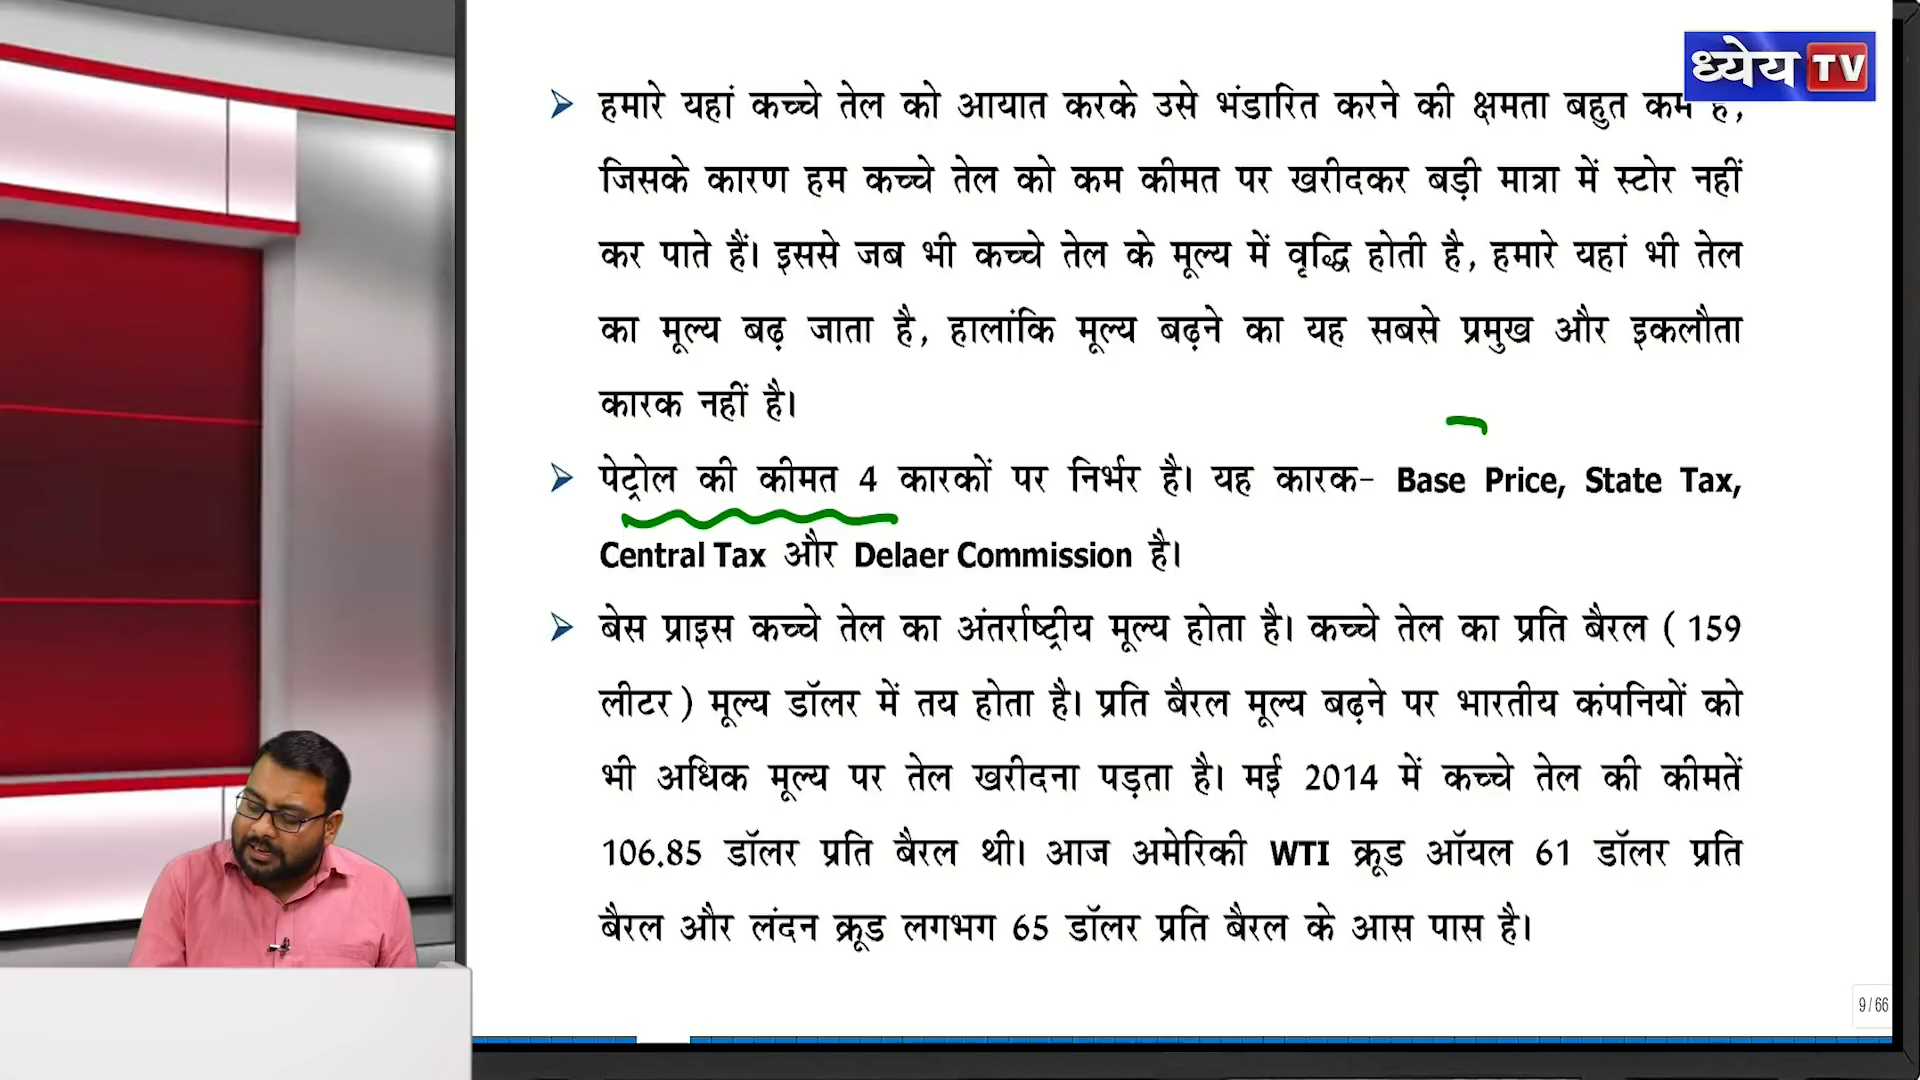 ध्येय TV
हमारे यहां कच्चे तेल को आयात करके उसे भंडारित करने की क्षमता बहुत कम है,
जिसके कारण हम कच्चे तेल को कम कीमत पर खरीदकर बड़ी मात्रा में स्टोर नहीं
कर पाते हैं। इससे जब भी कच्चे तेल के मूल्य में वृद्धि होती है, हमारे यहां भी तेल
का मूल्य बढ़ जाता है, हालांकि मूल्य बढ़ने का यह सबसे प्रमुख और इकलौता
कारक नहीं है।
पेट्रोल की कीमत 4 कारकों पर निर्भर है। यह कारक- Base Price, State Tax,
Central Tax और Delaer Commission है।
बेस प्राइस कच्चे तेल का अंतर्राष्ट्रीय मूल्य होता है। कच्चे तेल का प्रति बैरल ( 159
लीटर ) मूल्य डॉलर में तय होता है। प्रति बैरल मूल्य बढ़ने पर भारतीय कंपनियों को
भी अधिक मूल्य पर तेल खरीदना पड़ता है। मई 2014 में कच्चे तेल की कीमतें
106.85 डॉलर प्रति बैरल थी। आज अमेरिकी WTI क्रूड ऑयल 61 डॉलर प्रति
बैरल और लंदन क्रूड लगभग 65 डॉलर प्रति बैरल के आस पास है।
9 / 66